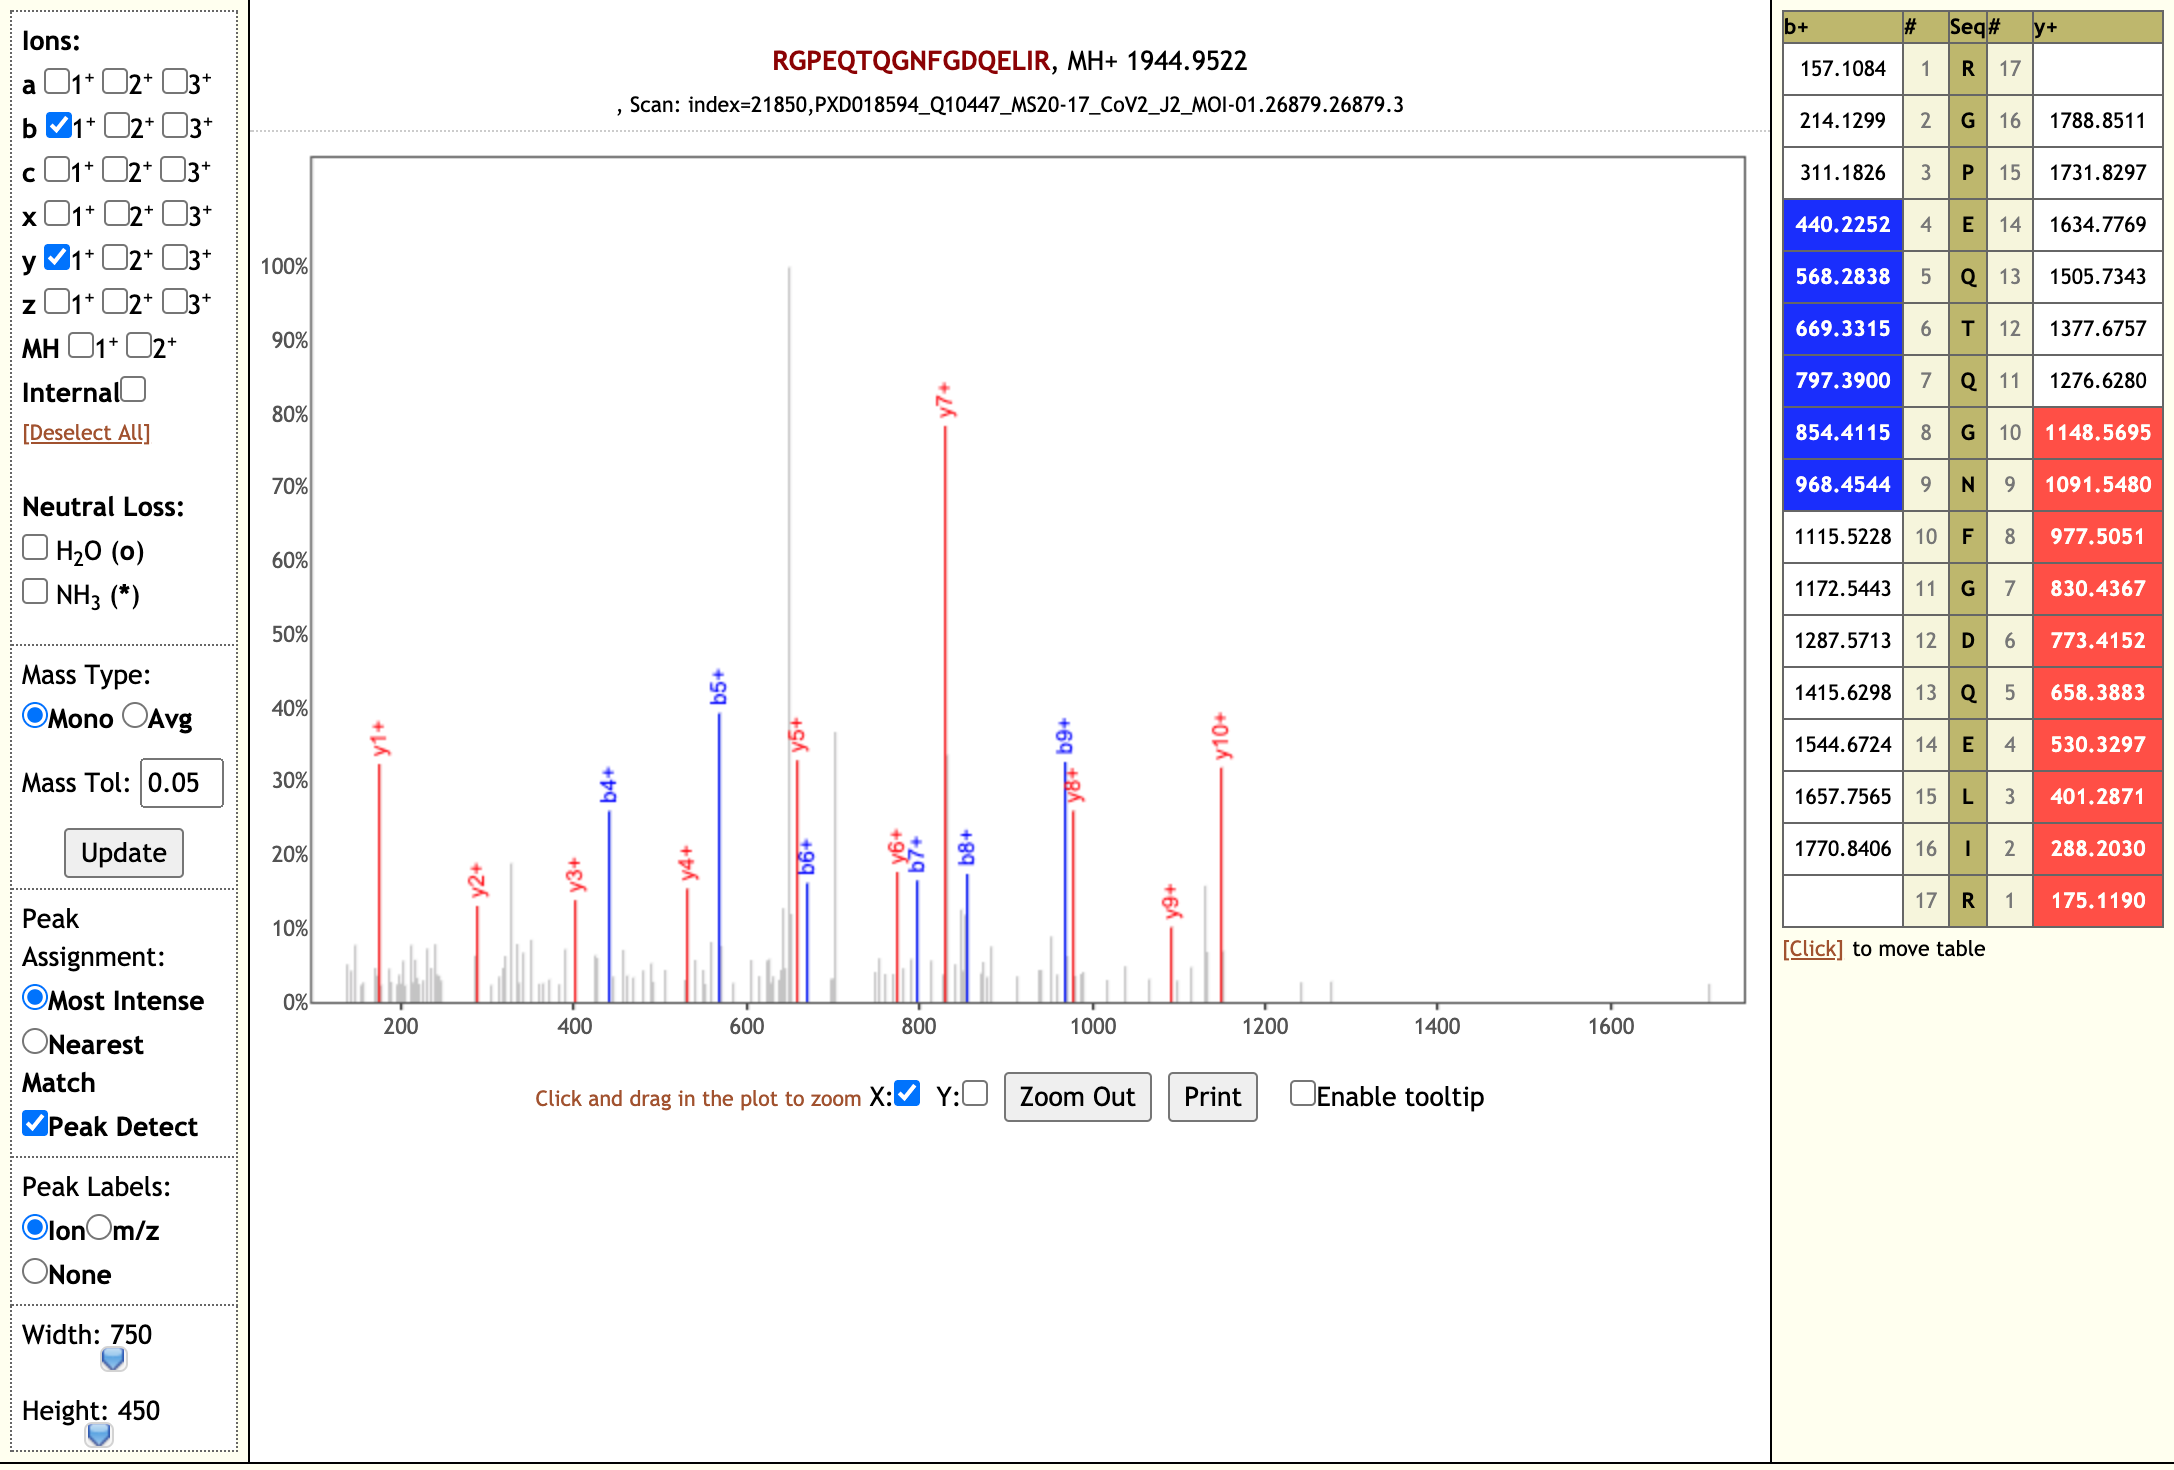 Ions:
a 1+ 2+ 3+
b 1+ 2+ 3+
c 1+ 2+ 3+
x 1+ 2+ 3+
y 1+ 2+ 3+
z 1+ 2+ 3+
MH 1+ 2+
Internal
[Deselect All]
Neutral Loss:
H2O (o)
NH3 (*)
Mass Type:
Mono Avg
Mass Tol: 0.05
Update
Peak
Assignment:
Most Intense
Nearest
Match
Peak Detect
Peak Labels:
Ion m/z
None
Width: 750
Height: 450
RGPEQTQGNFGDQELIR, MH+ 1944.9522
, Scan: index=21850,PXD018594_Q10447_MS20-17_CoV2_J2_MOI-01.26879.26879.3
100%
90%
80%
70%
60%
50%
40%
30%
20%
10%
0%
y1+
y2+
y3+
b4+
y4+
b5+
y5+
b6+
y6+
b7+
y7+
b8+
b9+
y8+
y9+
y10+
200 400 600 800 1000 1200 1400 1600
Click and drag in the plot to zoom X: Y: Zoom Out Print Enable tooltip
b+ # Seq # y+
157.1084 1 R 17
214.1299 2 G 16 1788.8511
311.1826 3 P 15 1731.8297
440.2252 4 E 14 1634.7769
568.2838 5 Q 13 1505.7343
669.3315 6 T 12 1377.6757
797.3900 7 Q 11 1276.6280
854.4115 8 G 10 1148.5695
968.4544 9 N 9 1091.5480
1115.5228 10 F 8 977.5051
1172.5443 11 G 7 830.4367
1287.5713 12 D 6 773.4152
1415.6298 13 Q 5 658.3883
1544.6724 14 E 4 530.3297
1657.7565 15 L 3 401.2871
1770.8406 16 I 2 288.2030
17 R 1 175.1190
[Click] to move table